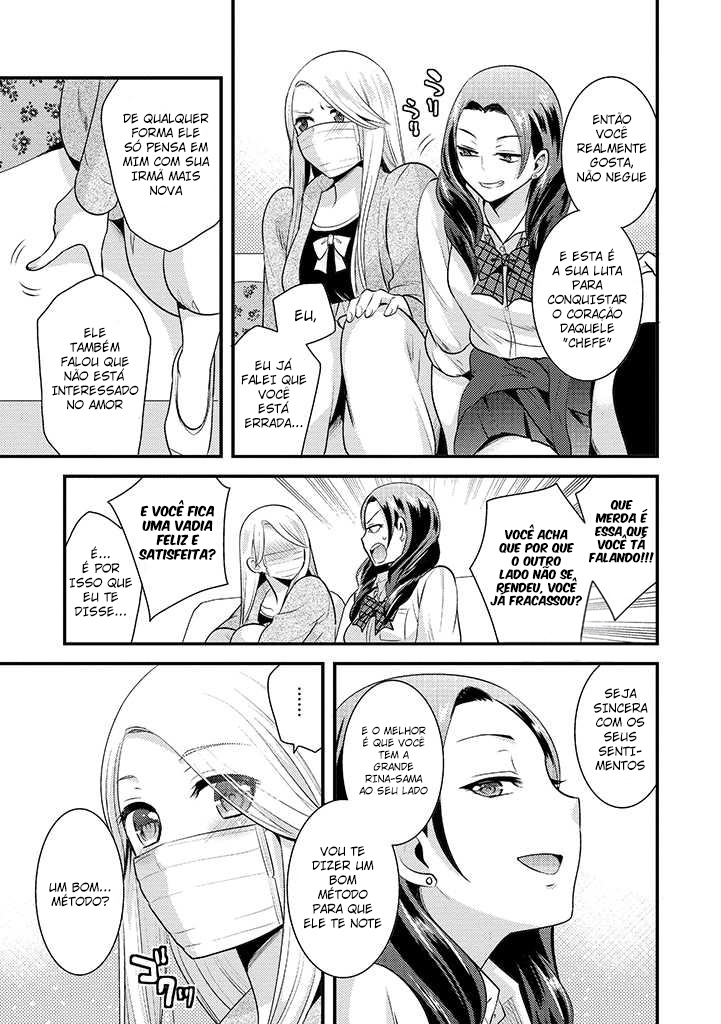 ENTÃO
VOCÊ
REALMENTE
GOSTA,
NÃO NEGUE
E ESTA É
A SUA LUTA
PARA
CONQUISTAR
O CORAÇÃO
DAQUELE
"CHEFE"
EU,
EU JÁ
FALEI QUE
VOCÊ
ESTÁ
ERRADA...
DE QUALQUER
FORMA ELE
SÓ PENSA EM
MIM COM SUA
IRMÃ MAIS
NOVA
ELE
TAMBÉM
FALOU QUE
NÃO ESTÁ
INTERESSADO
NO AMOR
QUE
MERDA É
ESSA QUE
VOCÊ TÁ
FALANDO!!!
VOCÊ ACHA
QUE POR QUE
O OUTRO
LADO NÃO SE
RENDEU, VOCÊ
JÁ FRACASSOU?
E VOCÊ FICA
UMA VADIA
FELIZ E
SATISFEITA?
É...
É POR
ISSO QUE
EU TE
DISSE...
SEJA
SINCERA
COM OS
SEUS
SENTI-
MENTOS
E O MELHOR
É QUE VOCÊ
TEM A
GRANDE
RINA-SAMA
AO SEU LADO
VOU TE
DIZER UM
BOM
MÉTODO
PARA QUE
ELE TE NOTE
......
UM BOM...
MÉTODO?
ゴクッ